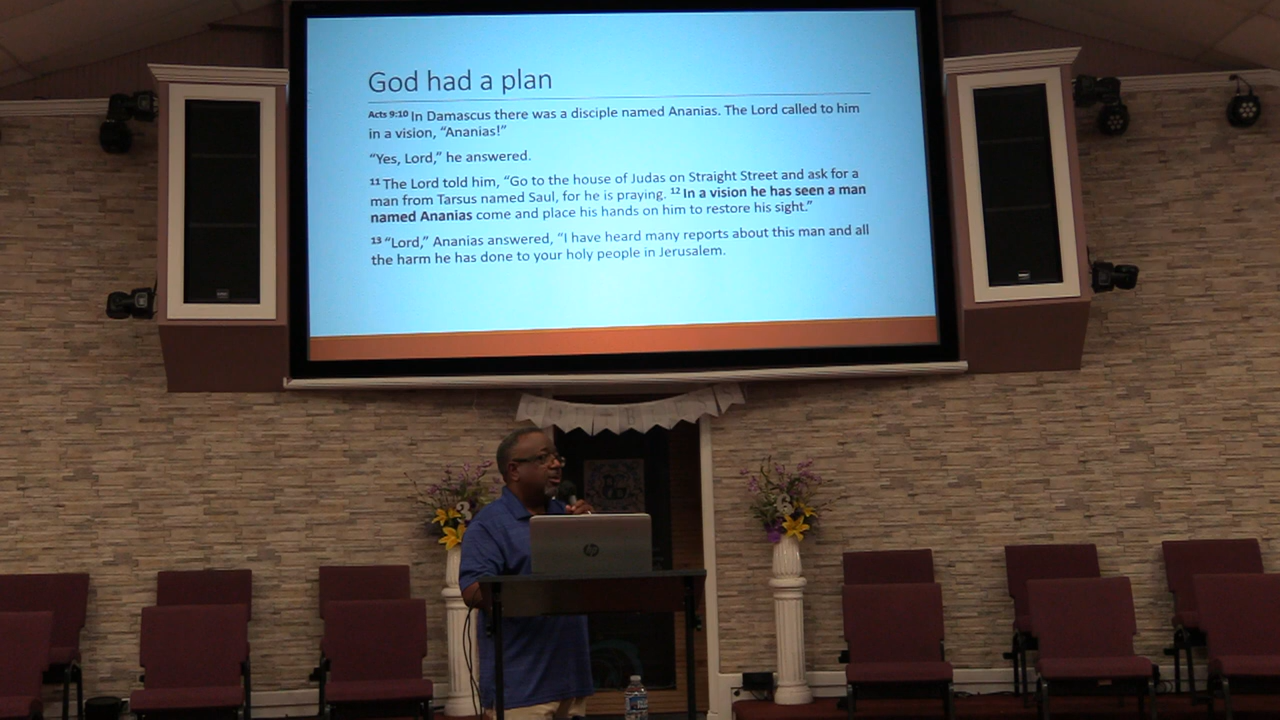 God had a plan
Acts 9:10 In Damascus there was a disciple named Ananias. The Lord called to him
in a vision, “Ananias!”
“Yes, Lord,” he answered.
11 The Lord told him, “Go to the house of Judas on Straight Street and ask for a
man from Tarsus named Saul, for he is praying. 12 In a vision he has seen a man
named Ananias come and place his hands on him to restore his sight.”
13 “Lord,” Ananias answered, “I have heard many reports about this man and all
the harm he has done to your holy people in Jerusalem.
hp